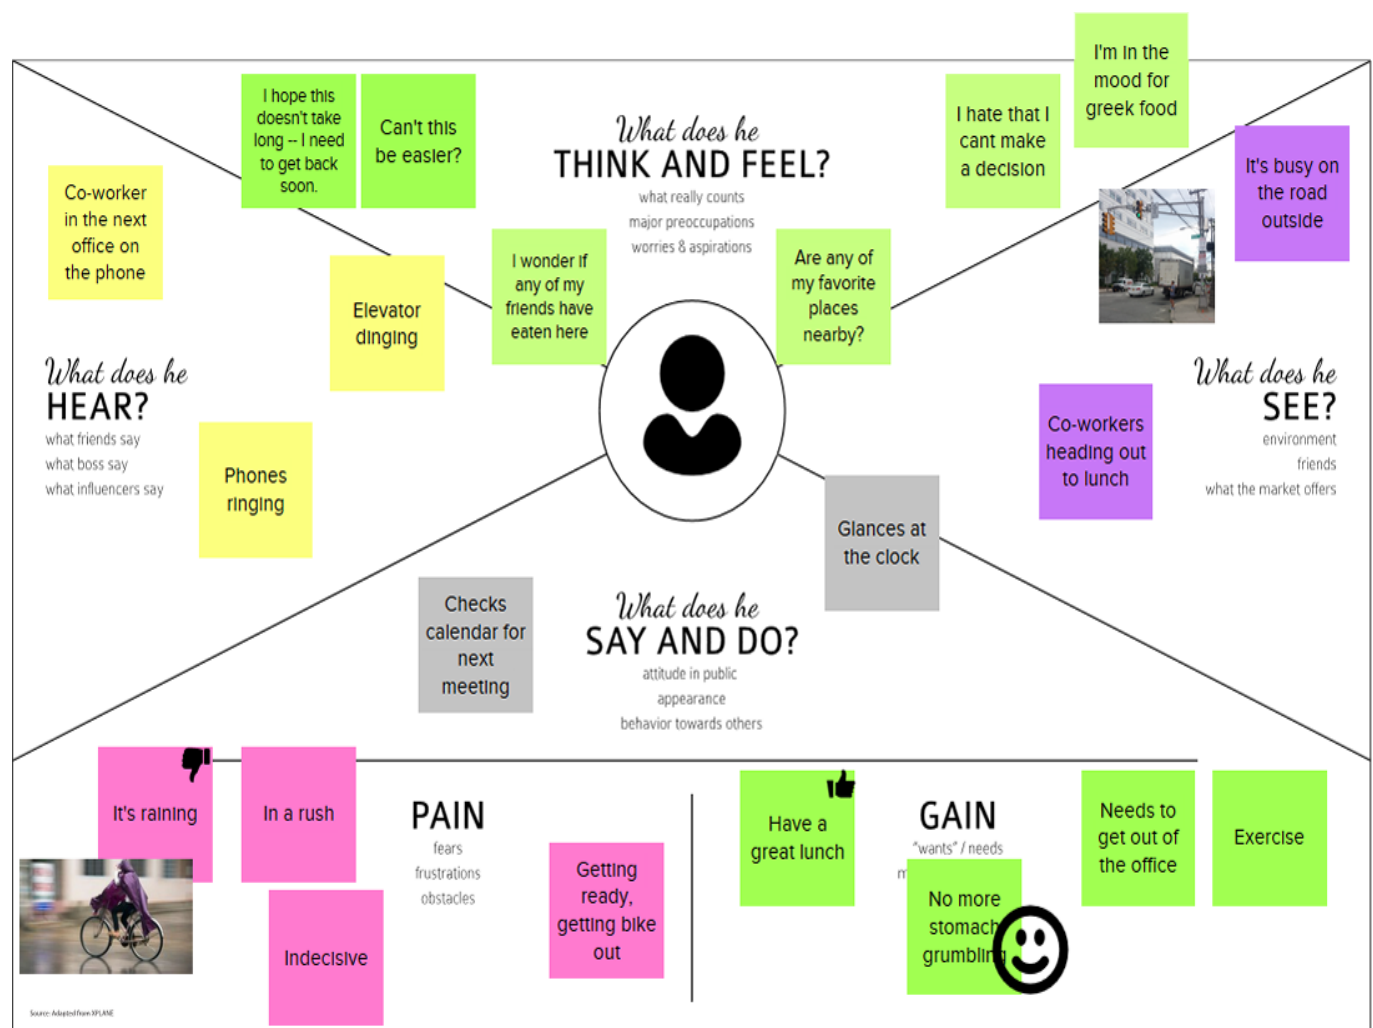 I'm in the
mood for
greek food
I hope this
doesn't take
long -- I need
to get back
soon.
Can't this
be easier?
What does he
THINK AND FEEL?
what really counts
major preoccupations
worries & aspirations
I hate that I
cant make
a decision
It's busy on
the road
outside
Co-worker
in the next
office on
the phone
Elevator
dinging
I wonder if
any of my
friends have
eaten here
Are any of
my favorite
places
nearby?
What does he
HEAR?
what friends say
what boss say
what influencers say
Phones
ringing
What does he
SEE?
environment
friends
what the market offers
Co-workers
heading out
to lunch
Glances at
the clock
Checks
calendar for
next
meeting
What does he
SAY AND DO?
attitude in public
appearance
behavior towards others
It's raining
In a rush
PAIN
fears
frustrations
obstacles
Getting
ready,
getting bike
out
Indecisive
Have a
great lunch
GAIN
"wants" / needs
No more
stomach
grumbling
Needs to
get out of
the office
Exercise
Source: Adapted from XPLANE